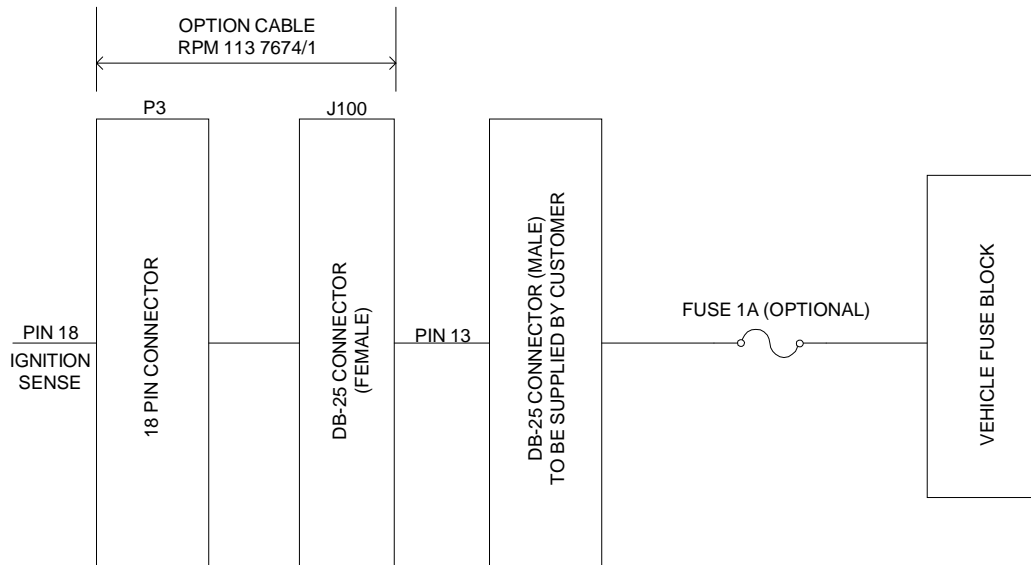 OPTION CABLE
RPM 113 7674/1
P3
J100
PIN 18
IGNITION
SENSE
18 PIN CONNECTOR
DB-25 CONNECTOR
(FEMALE)
PIN 13
DB-25 CONNECTOR (MALE)
TO BE SUPPLIED BY CUSTOMER
FUSE 1A (OPTIONAL)
VEHICLE FUSE BLOCK